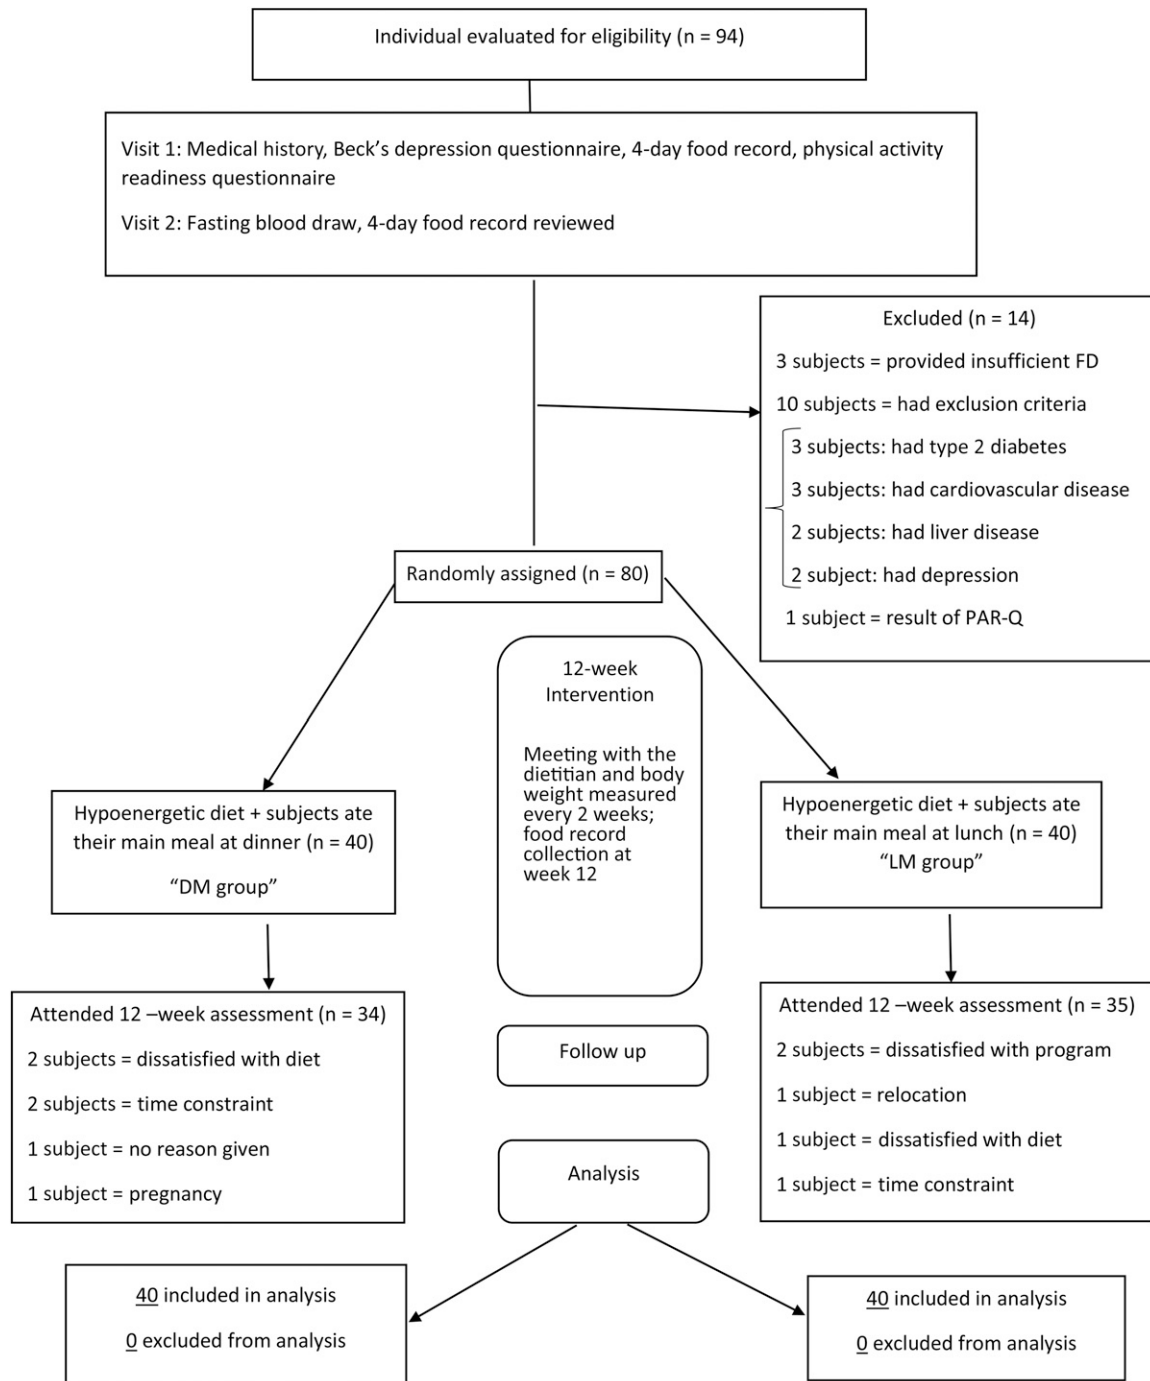 Individual evaluated for eligibility (n = 94)
Visit 1: Medical history, Beck’s depression questionnaire, 4-day food record, physical activity
readiness questionnaire
Visit 2: Fasting blood draw, 4-day food record reviewed
Excluded (n = 14)
3 subjects = provided insufficient FD
10 subjects = had exclusion criteria
3 subjects: had type 2 diabetes
3 subjects: had cardiovascular disease
2 subjects: had liver disease
2 subject: had depression
1 subject = result of PAR-Q
Randomly assigned (n = 80)
12-week
Intervention
Meeting with the
dietitian and body
weight measured
every 2 weeks;
food record
collection at
week 12
Hypoenergetic diet + subjects ate
their main meal at dinner (n = 40)
“DM group”
Hypoenergetic diet + subjects ate
their main meal at lunch (n = 40)
“LM group”
Attended 12 –week assessment (n = 34)
2 subjects = dissatisfied with diet
2 subjects = time constraint
1 subject = no reason given
1 subject = pregnancy
Attended 12 –week assessment (n = 35)
2 subjects = dissatisfied with program
1 subject = relocation
1 subject = dissatisfied with diet
1 subject = time constraint
Follow up
Analysis
40 included in analysis
0 excluded from analysis
40 included in analysis
0 excluded from analysis